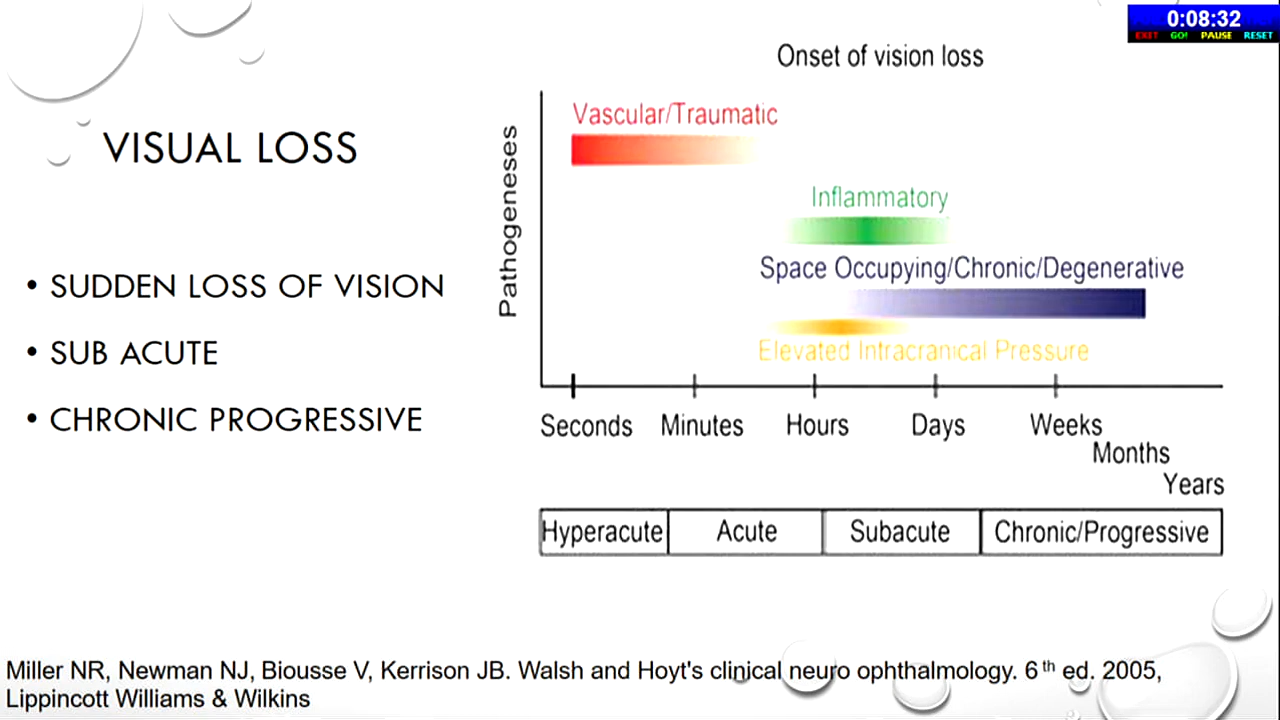 0:08:32
EXIT GO! PAUSE RESET
VISUAL LOSS
• SUDDEN LOSS OF VISION
• SUB ACUTE
• CHRONIC PROGRESSIVE
Onset of vision loss
Pathogeneses
Vascular/Traumatic
Inflammatory
Space Occupying/Chronic/Degenerative
Elevated Intracranical Pressure
Seconds Minutes Hours Days Weeks
Months
Years
Hyperacute Acute Subacute Chronic/Progressive
Miller NR, Newman NJ, Biousse V, Kerrison JB. Walsh and Hoyt's clinical neuro ophthalmology. 6th ed. 2005,
Lippincott Williams & Wilkins